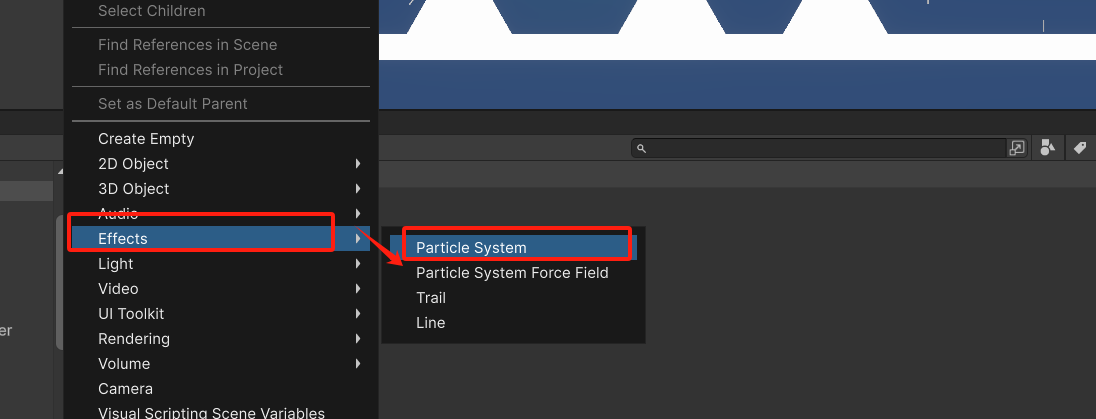 Select Children
Find References in Scene
Find References in Project
Set as Default Parent
Create Empty
2D Object
3D Object
Audio
Effects
Light
Video
UI Toolkit
Rendering
Volume
Camera
Visual Scripting Scene Variables
Particle System
Particle System Force Field
Trail
Line
er